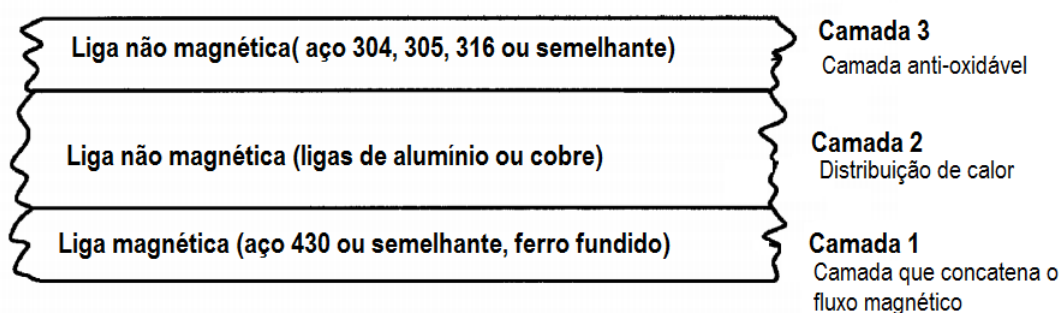 Liga não magnética( aço 304, 305, 316 ou semelhante)
Camada 3
Camada anti-oxidável
Liga não magnética (ligas de alumínio ou cobre)
Camada 2
Distribuição de calor
Liga magnética (aço 430 ou semelhante, ferro fundido)
Camada 1
Camada que concatena o
fluxo magnético